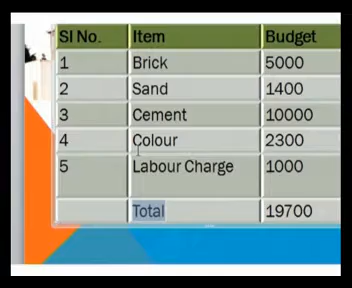 Sl No. Item Budget
1 Brick 5000
2 Sand 1400
3 Cement 10000
4 Colour 2300
5 Labour Charge 1000
Total 19700